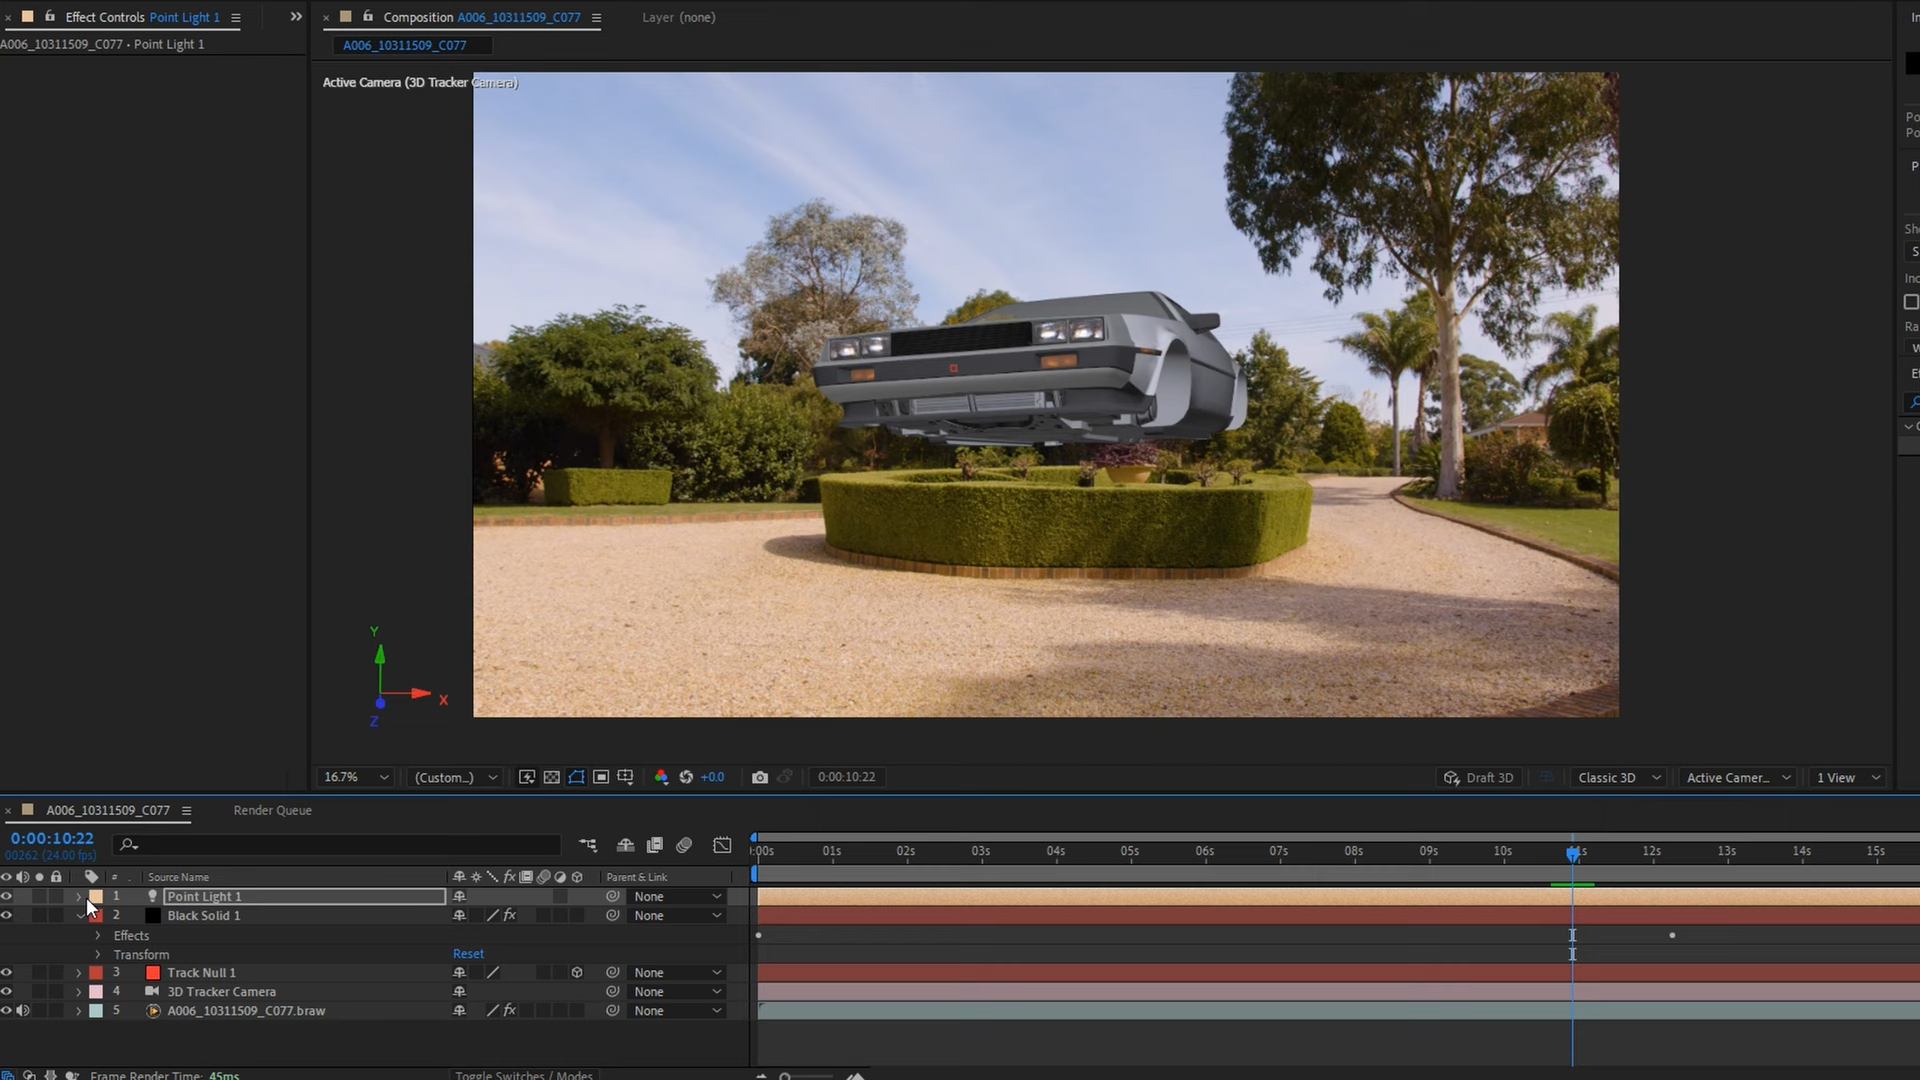 Effect Controls Point Light 1
A006_10311509_C077 • Point Light 1
Composition A006_10311509_C077
Layer (none)
A006_10311509_C077
Active Camera (3D Tracker Camera)
Y
X
Z
16.7%
(Custom...)
+0.0
0:00:10:22
Draft 3D
Classic 3D
Active Camer...
1 View
A006_10311509_C077
Render Queue
0:00:10:22
00262 (24.00 fps)
:00s 01s 02s 03s 04s 05s 06s 07s 08s 09s 10s 12s 13s 14s 15s
# Source Name fx Parent & Link
1 Point Light 1 None
2 Black Solid 1 fx None
Effects
Transform Reset
3 Track Null 1 None
4 3D Tracker Camera None
5 A006_10311509_C077.braw fx None
Frame Render Time: 45ms
Toggle Switches / Modes